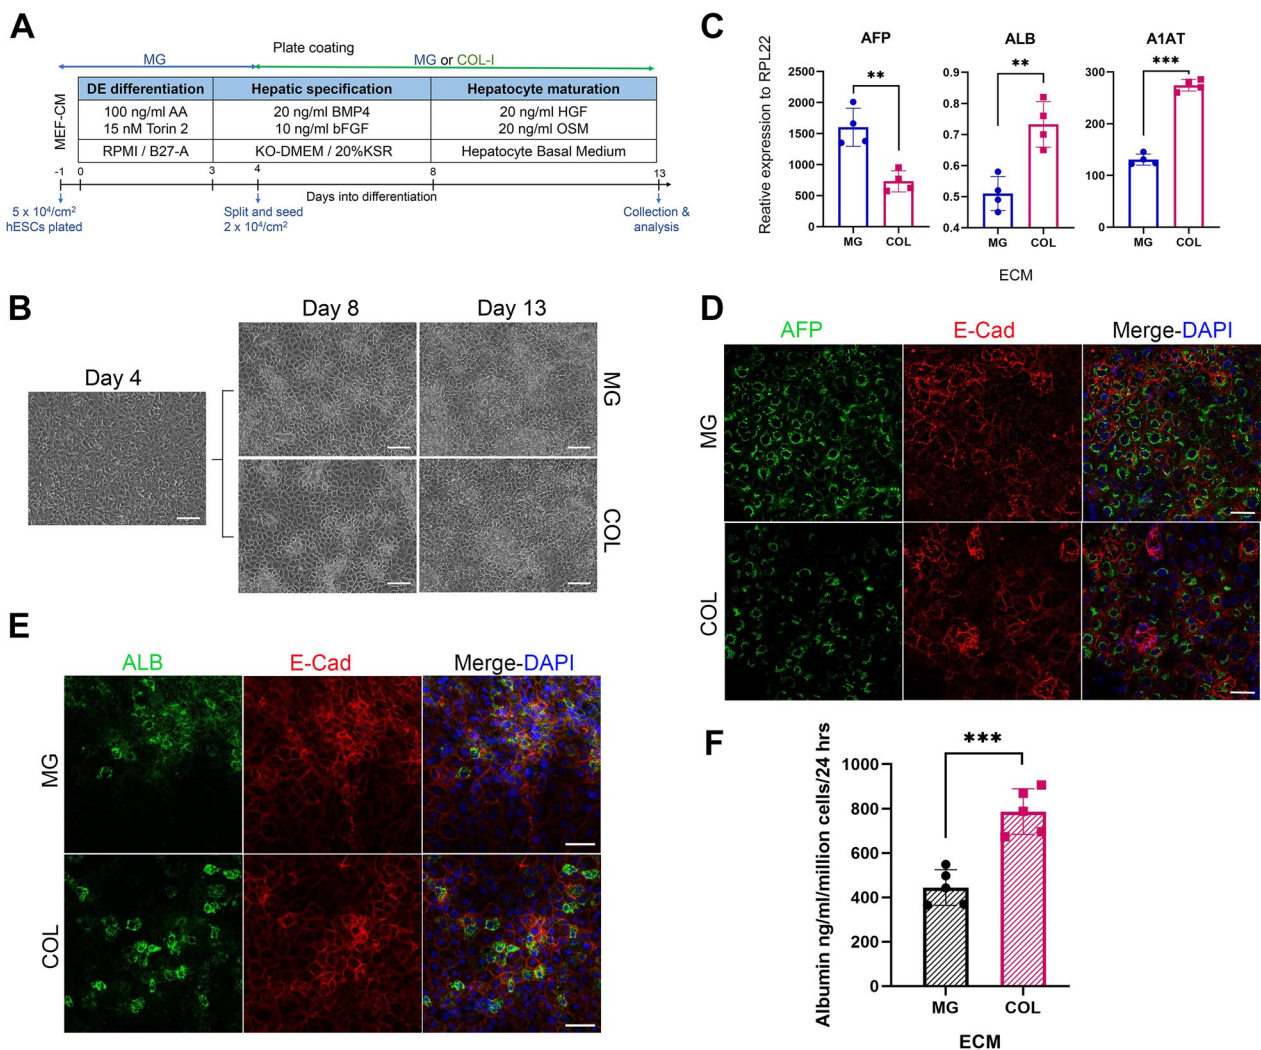 A
Plate coating
MG
MG or COL-I
MEF-CM
DE differentiation
Hepatic specification
Hepatocyte maturation
100 ng/ml AA
15 nM Torin 2
20 ng/ml BMP4
10 ng/ml bFGF
20 ng/ml HGF
20 ng/ml OSM
RPMI / B27-A
KO-DMEM / 20%KSR
Hepatocyte Basal Medium
-1
0
3
4
8
13
Days into differentiation
5 x 10⁴/cm²
hESCs plated
Split and seed
2 x 10⁴/cm²
Collection &
analysis
B
Day 4
Day 8
Day 13
MG
COL
C
Reative expression to RPL22
AFP
**
2500
2000
1500
1000
500
0
MG
COL
ALB
**
0.9
0.8
0.7
0.6
0.5
0.4
MG
COL
A1AT
***
300
200
100
0
MG
COL
ECM
D
AFP
E-Cad
Merge-DAPI
MG
COL
E
ALB
E-Cad
Merge-DAPI
MG
COL
F
Albumin ng/ml/million cells/24 hrs
***
1000
800
600
400
200
0
MG
COL
ECM